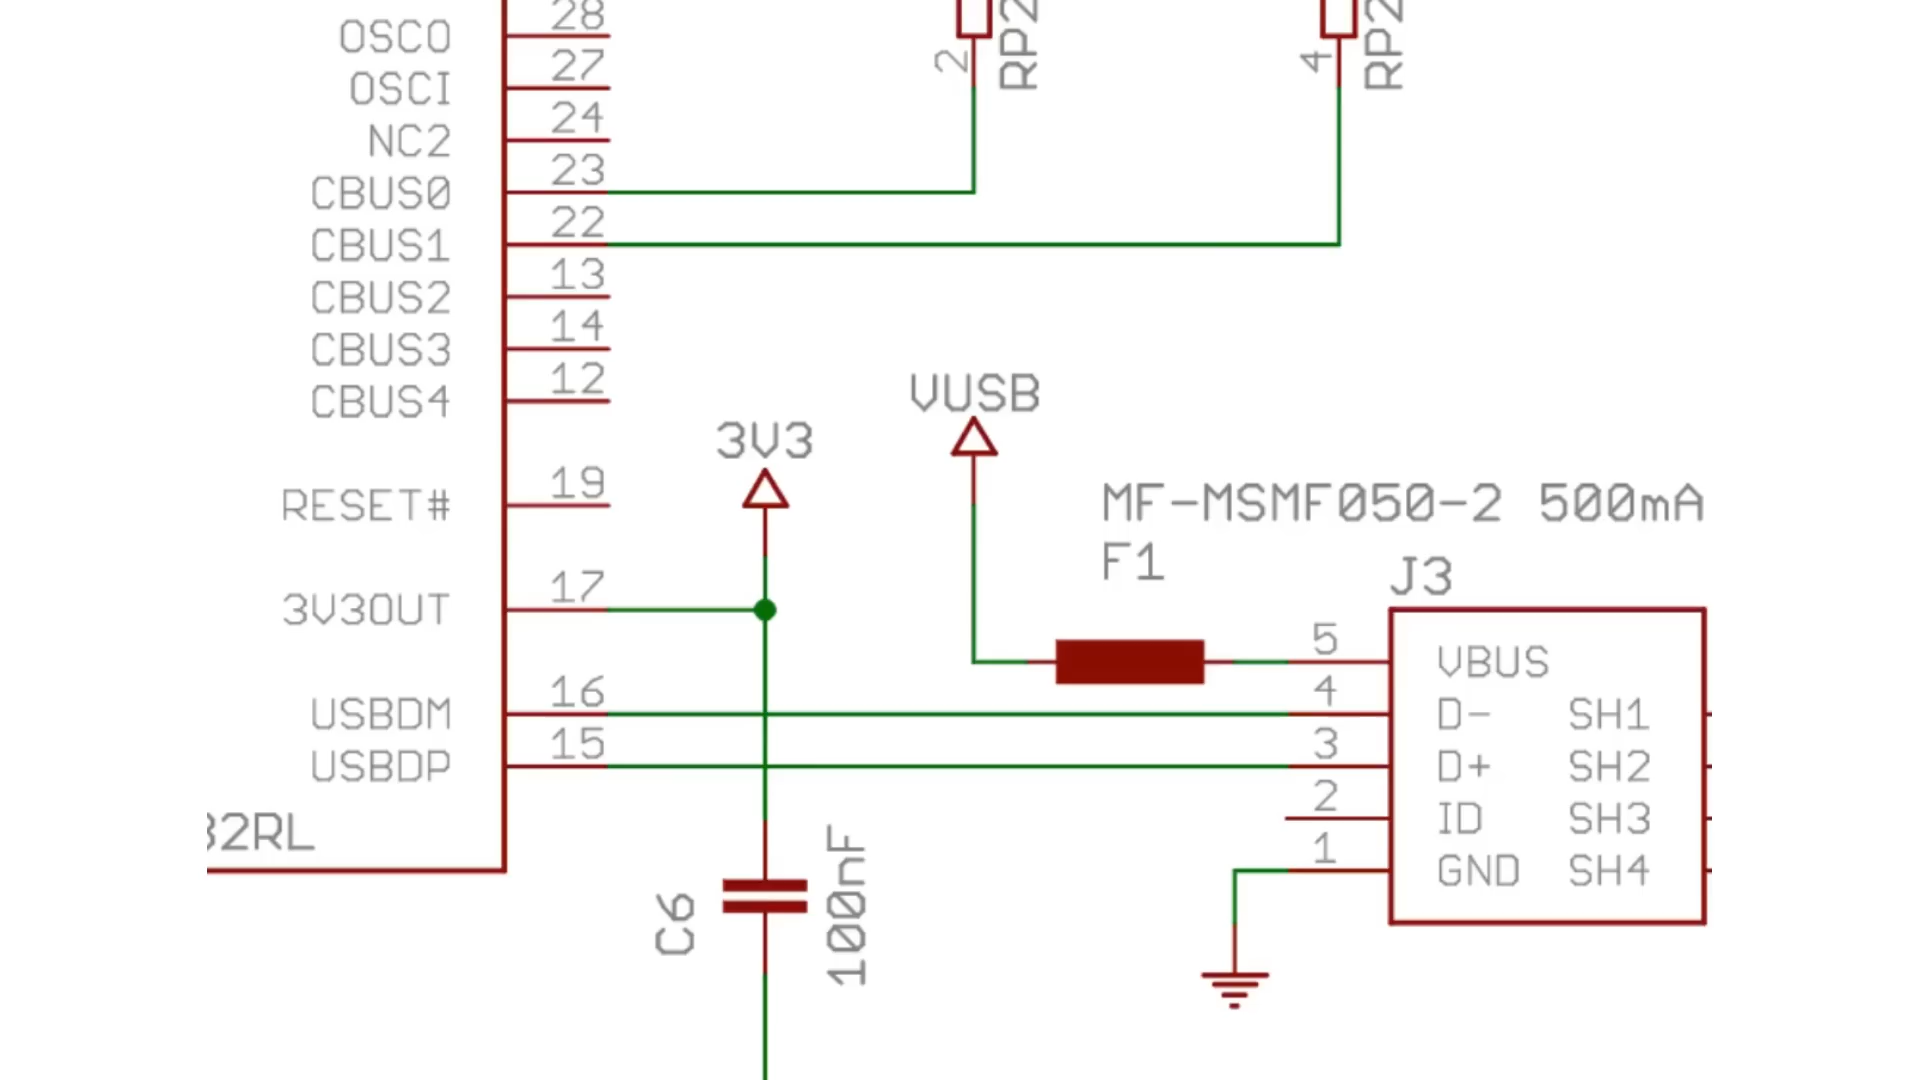 28
OSCO
27
OSCI
24
NC2
23
CBUS0
22
CBUS1
13
CBUS2
14
CBUS3
12
CBUS4
19
RESET#
17
3V3OUT
16
USBDM
15
USBDP
32RL
2
RP2
4
RP2
3V3
VUSB
MF-MSMF050-2 500mA
F1
J3
5
VBUS
4
D- SH1
3
D+ SH2
2
ID SH3
1
GND SH4
C6
100nF